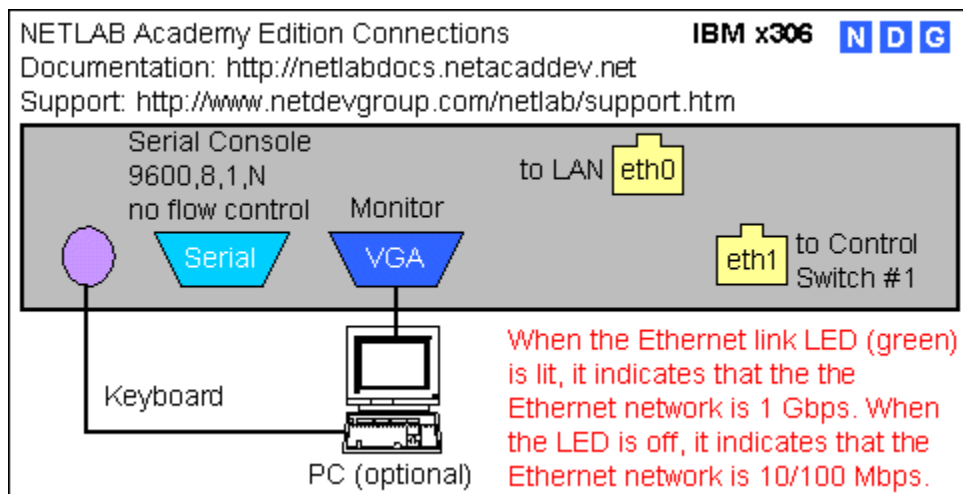 NETLAB Academy Edition Connections
IBM x306
N D G
Documentation: http://netlabdocs.netacaddev.net
Support: http://www.netdevgroup.com/netlab/support.htm
Serial Console
9600,8,1,N
no flow control
Monitor
to LAN
eth0
Serial
VGA
eth1
to Control
Switch #1
Keyboard
PC (optional)
When the Ethernet link LED (green)
is lit, it indicates that the the
Ethernet network is 1 Gbps. When
the LED is off, it indicates that the
Ethernet network is 10/100 Mbps.